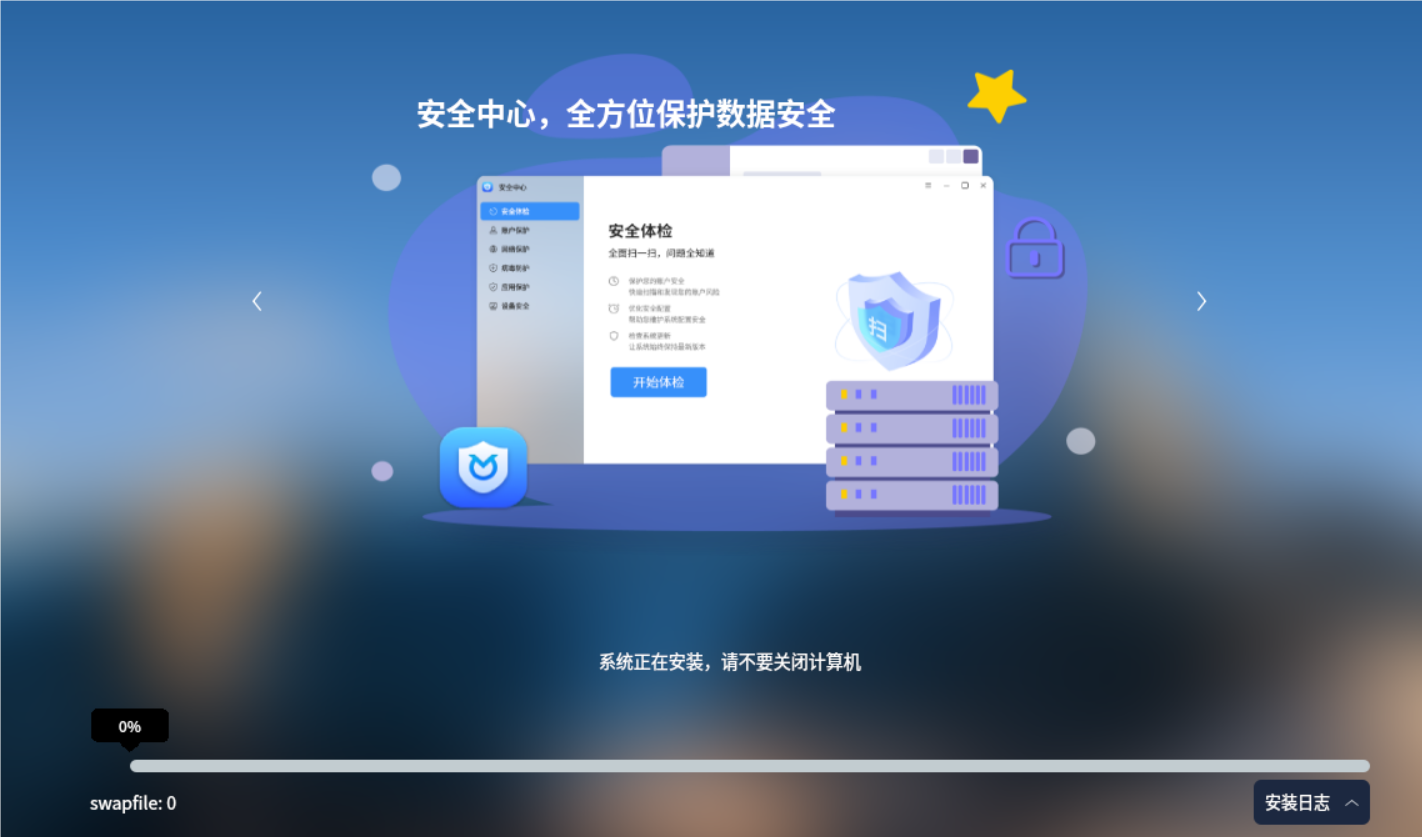 安全中心，全方位保护数据安全
安全中心
安全体检
账户保护
网络保护
病毒防护
应用保护
设备安全
安全体检
全面扫一扫，问题全知道
保护您的账户安全
快速扫描和发现您的账户风险
优化安全配置
帮助您维护系统配置安全
检查系统更新
让系统始终保持最新版本
开始体检
扫
系统正在安装，请不要关闭计算机
0%
swapfile: 0
安装日志